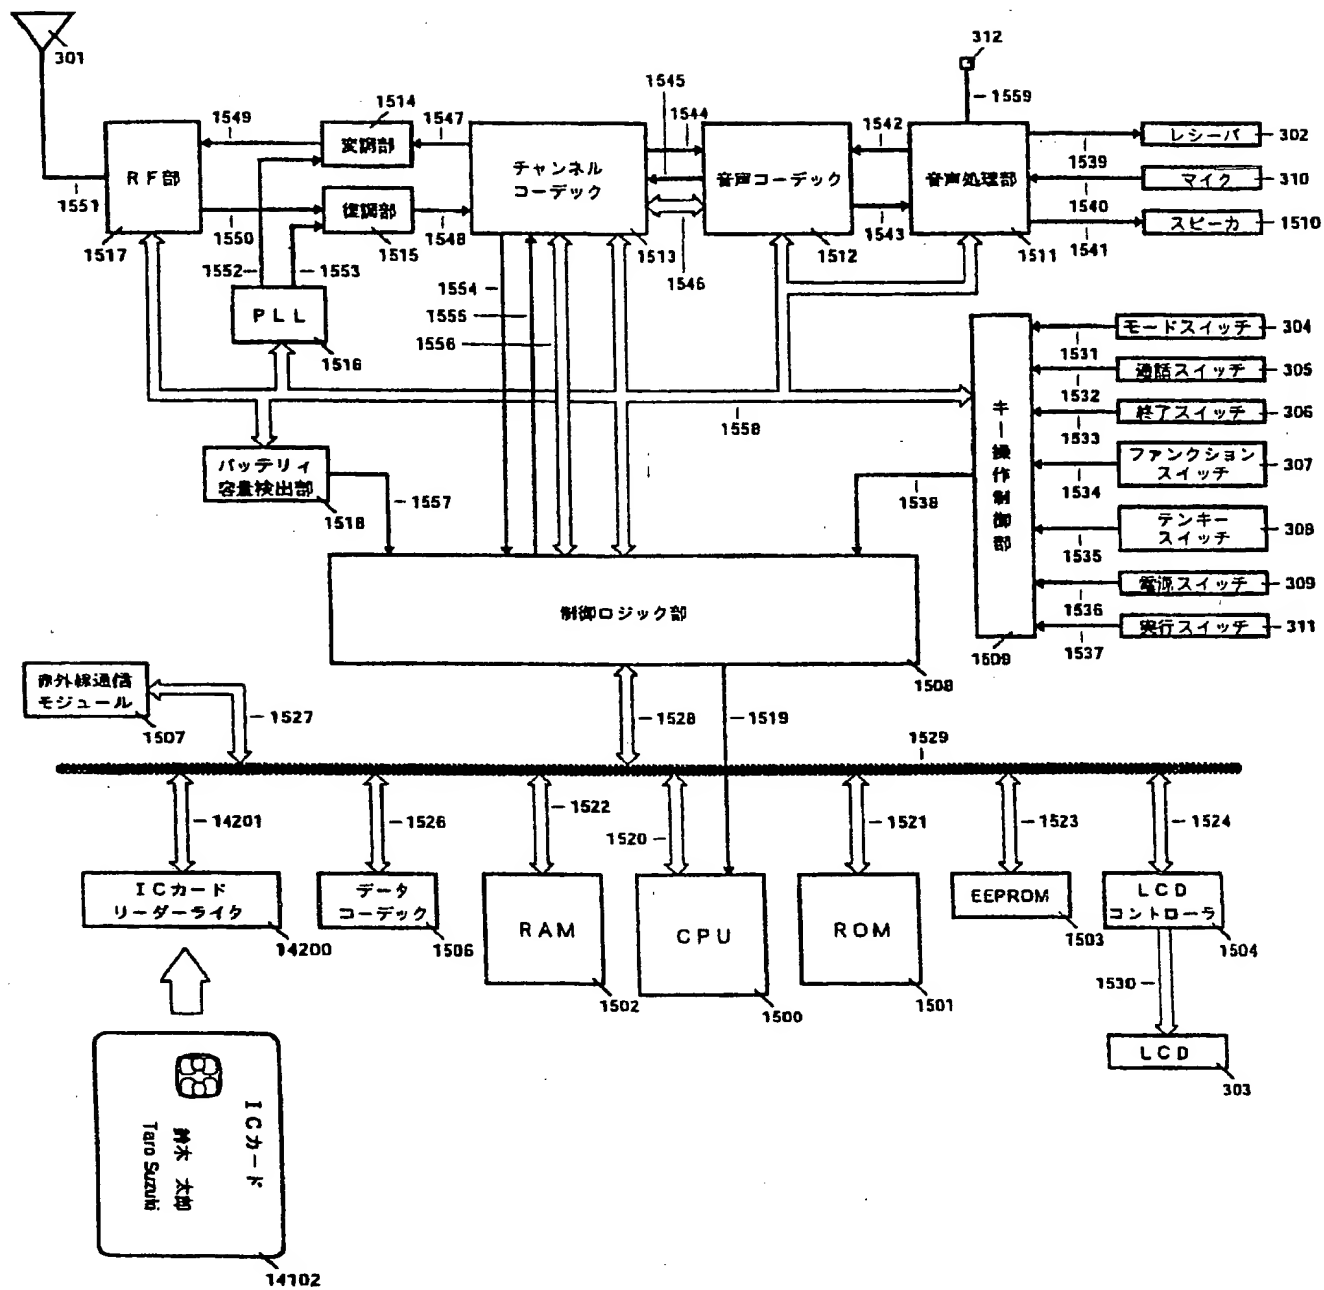 312
301
1545
1514
1544
1559
1549
1547
1542
変調部
レシーバ
302
1539
RF部
チャンネル
コーデック
音声コーデック
音声処理部
マイク
310
1540
1551
復調部
スピーカ
1510
1550
1548
1543
1541
1517
1515
1513
1512
1511
1552
1553
1546
1554
PLL
1555
モードスイッチ
304
1556
1531
1516
通話スイッチ
305
1532
終了スイッチ
306
1558
1533
キー操作制御部
ファンクション
スイッチ
307
バッテリィ
容量検出部
1557
1538
1534
1518
テンキー
スイッチ
308
1535
電源スイッチ
309
1536
制御ロジック部
実行スイッチ
311
1537
1509
赤外線通信
モジュール
1508
1507
1527
1528
1519
1529
14201
1526
1522
1520
1521
1523
1524
ICカード
リーダーライタ
データ
コーデック
RAM
CPU
ROM
EEPROM
LCD
コントローラ
14200
1506
1503
1504
1502
1500
1501
1530
LCD
303
ICカード
鈴木 太郎
Taro Suzuki
14102